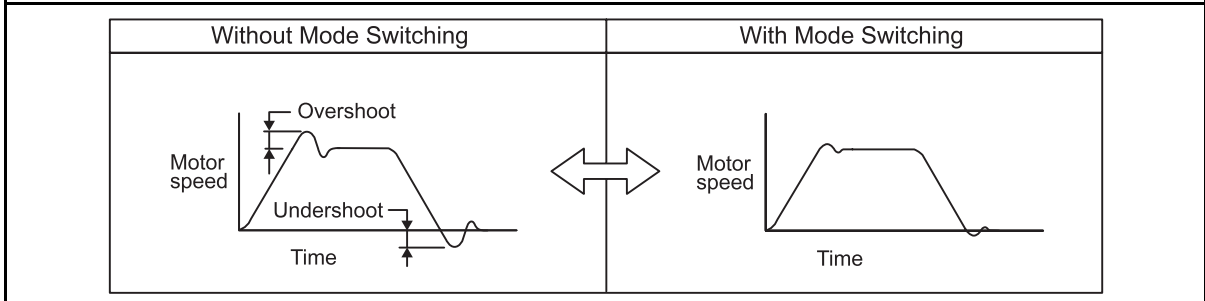 Without Mode Switching
With Mode Switching
Overshoot
Motor
speed
Undershoot
Time
Motor
speed
Time